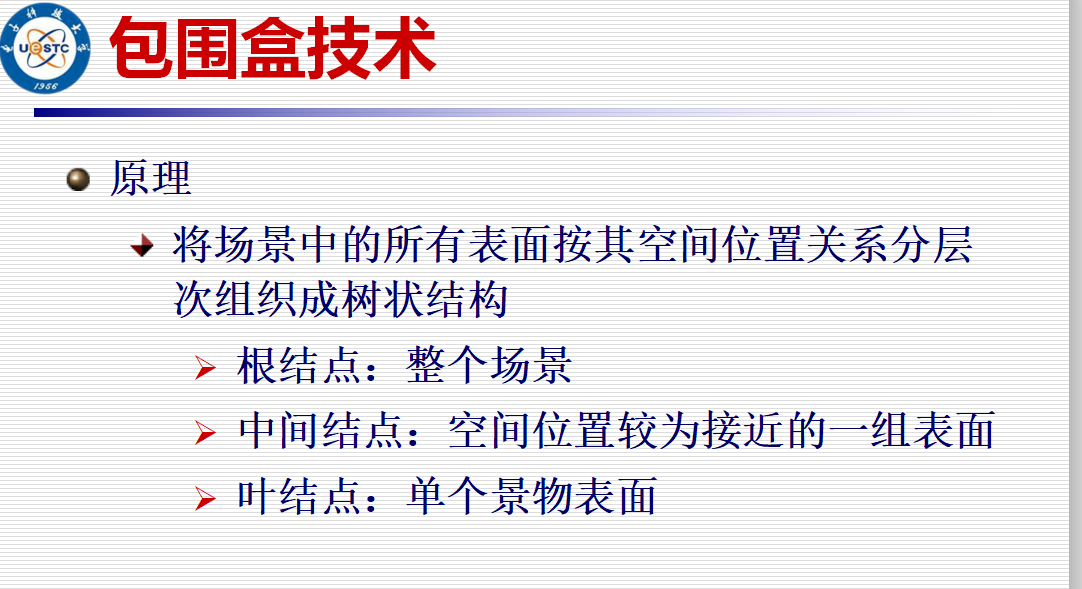 UESTC
1956
包围盒技术
原理
将场景中的所有表面按其空间位置关系分层
次组织成树状结构
根结点：整个场景
中间结点：空间位置较为接近的一组表面
叶结点：单个景物表面